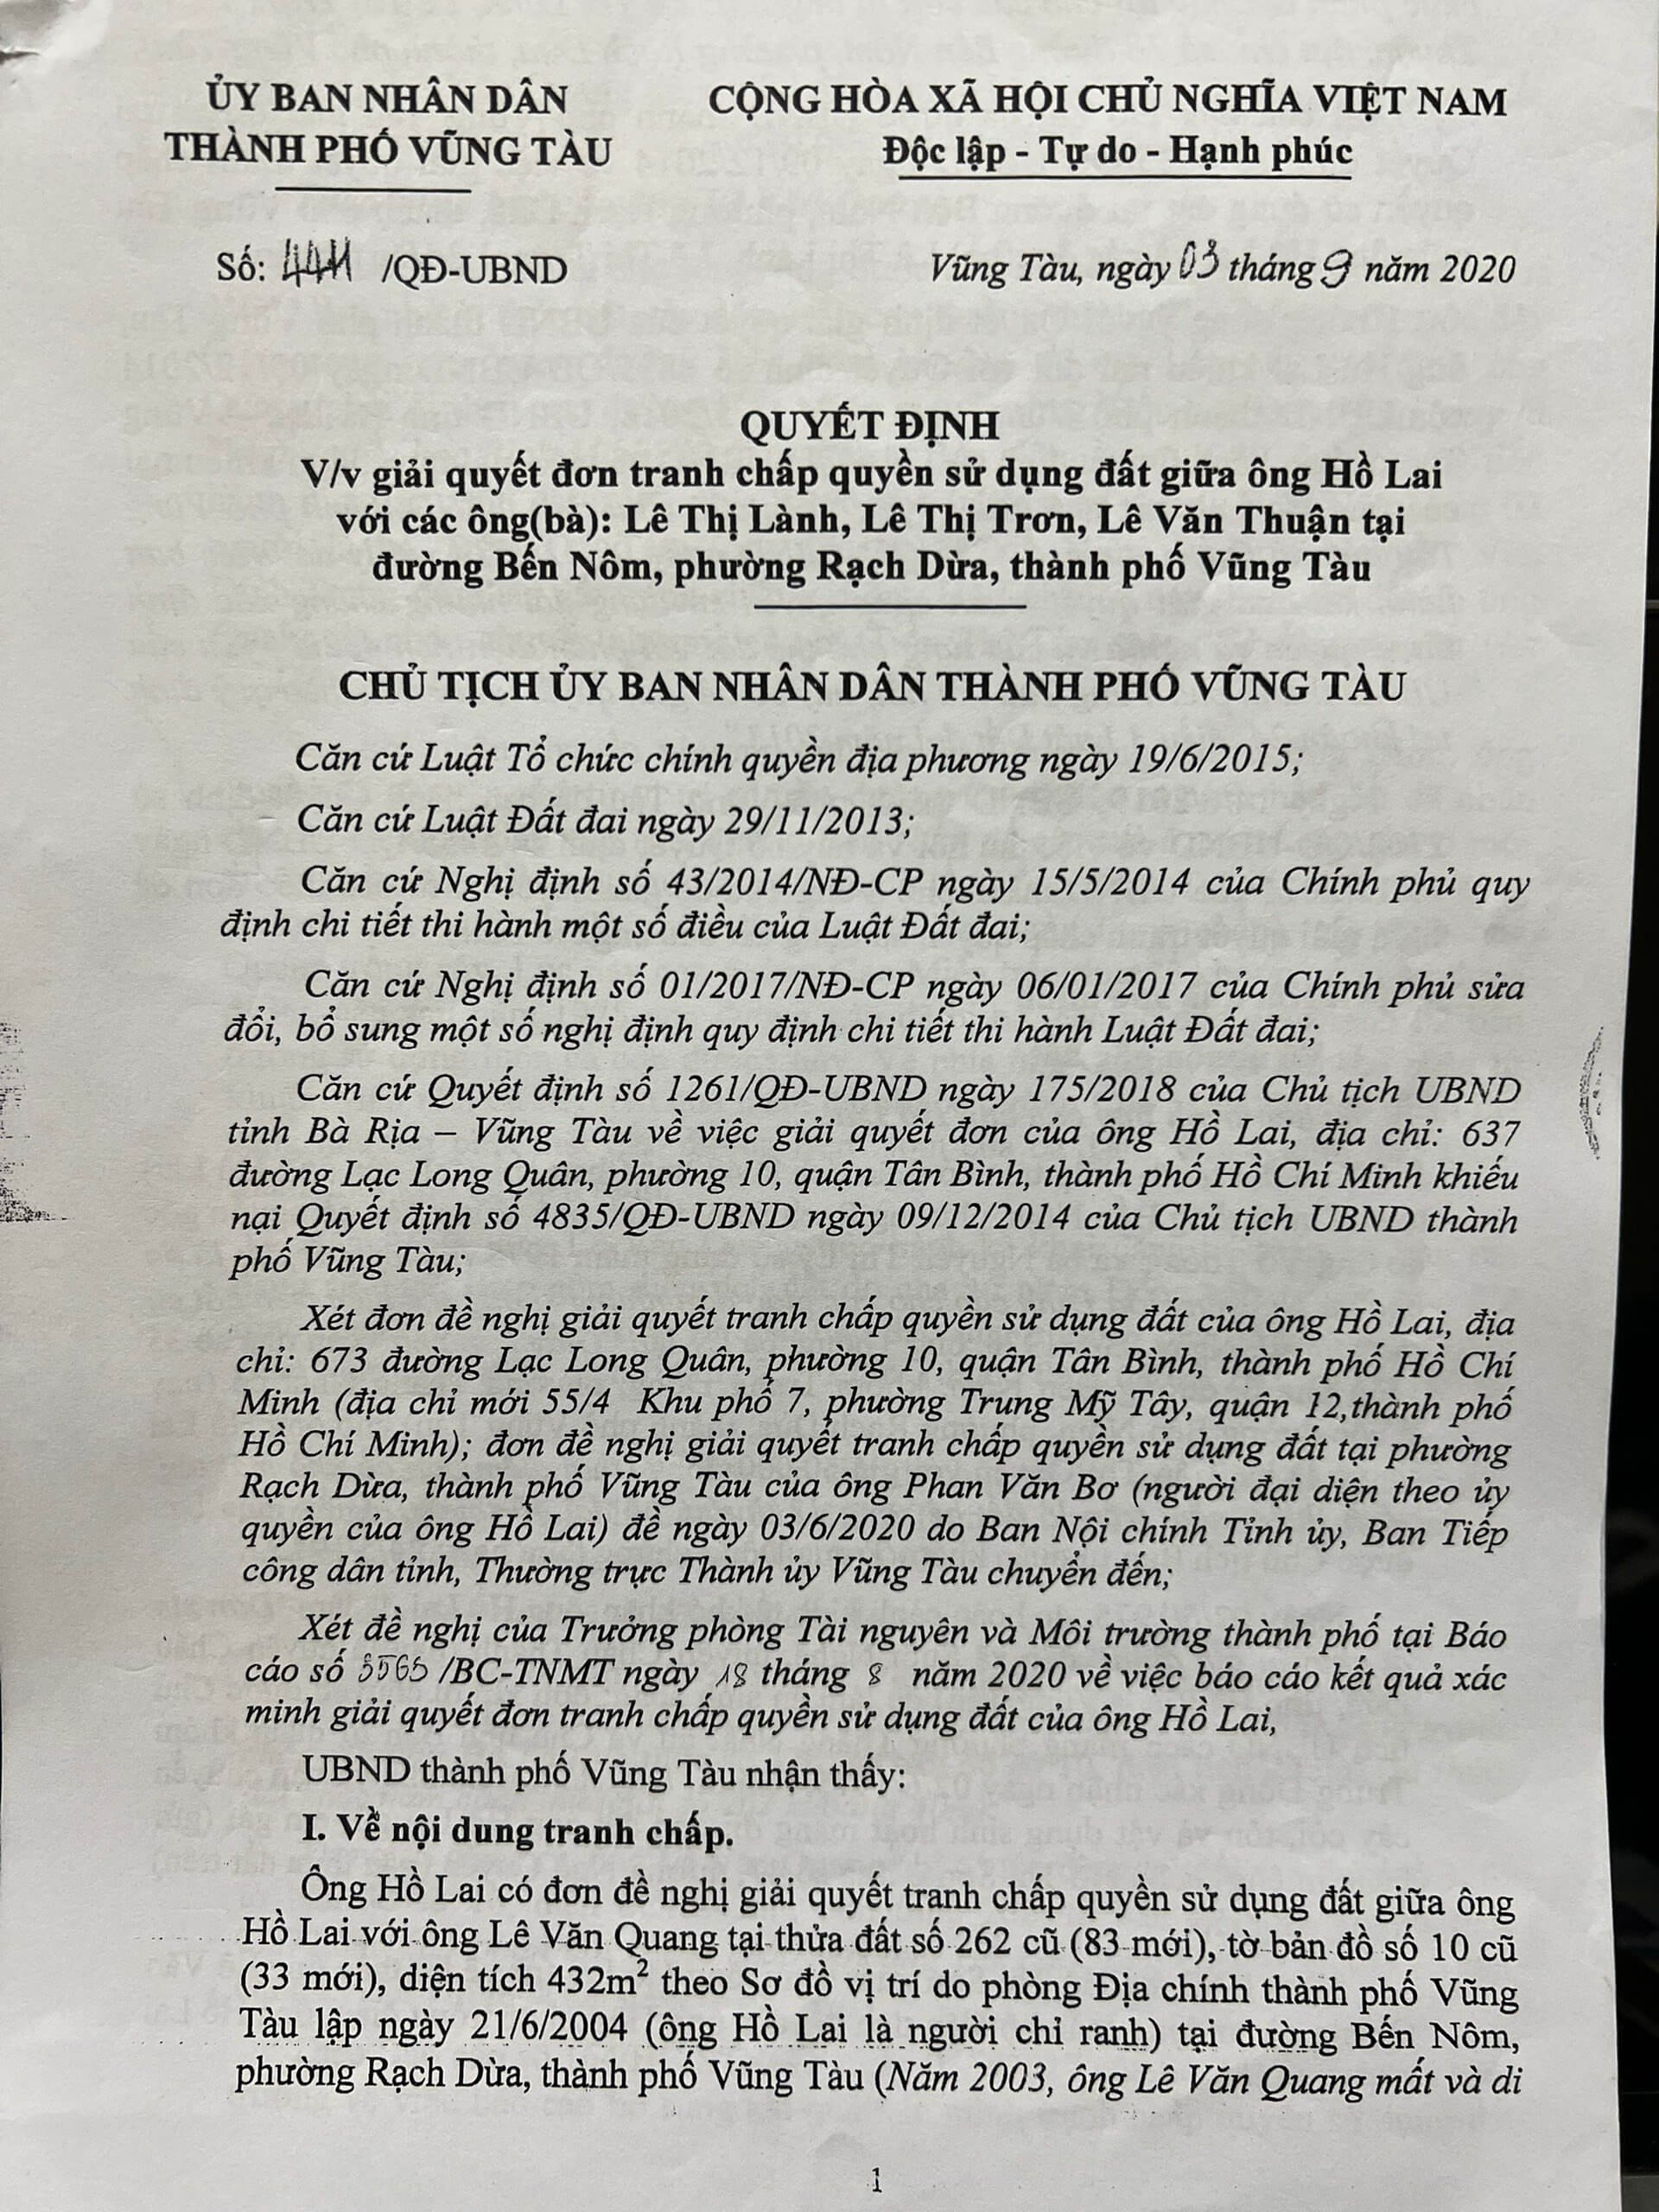 ỦY BAN NHÂN DÂN
THÀNH PHỐ VŨNG TÀU
CỘNG HÒA XÃ HỘI CHỦ NGHĨA VIỆT NAM
Độc lập - Tự do - Hạnh phúc
Số: 4411 /QĐ-UBND
Vũng Tàu, ngày 03 tháng 9 năm 2020
QUYẾT ĐỊNH
V/v giải quyết đơn tranh chấp quyền sử dụng đất giữa ông Hồ Lai
với các ông(bà): Lê Thị Lành, Lê Thị Trơn, Lê Văn Thuận tại
đường Bến Nôm, phường Rạch Dừa, thành phố Vũng Tàu
CHỦ TỊCH ỦY BAN NHÂN DÂN THÀNH PHỐ VŨNG TÀU
Căn cứ Luật Tổ chức chính quyền địa phương ngày 19/6/2015;
Căn cứ Luật Đất đai ngày 29/11/2013;
Căn cứ Nghị định số 43/2014/NĐ-CP ngày 15/5/2014 của Chính phủ quy
định chi tiết thi hành một số điều của Luật Đất đai;
Căn cứ Nghị định số 01/2017/NĐ-CP ngày 06/01/2017 của Chính phủ sửa
đổi, bổ sung một số nghị định quy định chi tiết thi hành Luật Đất đai;
Căn cứ Quyết định số 1261/QĐ-UBND ngày 175/2018 của Chủ tịch UBND
tỉnh Bà Rịa – Vũng Tàu về việc giải quyết đơn của ông Hồ Lai, địa chỉ: 637
đường Lạc Long Quân, phường 10, quận Tân Bình, thành phố Hồ Chí Minh khiếu
nại Quyết định số 4835/QĐ-UBND ngày 09/12/2014 của Chủ tịch UBND thành
phố Vũng Tàu;
Xét đơn đề nghị giải quyết tranh chấp quyền sử dụng đất của ông Hồ Lai, địa
chỉ: 673 đường Lạc Long Quân, phường 10, quận Tân Bình, thành phố Hồ Chí
Minh (địa chỉ mới 55/4 Khu phố 7, phường Trung Mỹ Tây, quận 12,thành phố
Hồ Chí Minh); đơn đề nghị giải quyết tranh chấp quyền sử dụng đất tại phường
Rạch Dừa, thành phố Vũng Tàu của ông Phan Văn Bơ (người đại diện theo ủy
quyền của ông Hồ Lai) đề ngày 03/6/2020 do Ban Nội chính Tỉnh ủy, Ban Tiếp
công dân tỉnh, Thường trực Thành ủy Vũng Tàu chuyển đến;
Xét đề nghị của Trưởng phòng Tài nguyên và Môi trường thành phố tại Báo
cáo số /BC-TNMT ngày 18 tháng 8 năm 2020 về việc báo cáo kết quả xác
minh giải quyết đơn tranh chấp quyền sử dụng đất của ông Hồ Lai,
UBND thành phố Vũng Tàu nhận thấy:
I. Về nội dung tranh chấp.
Ông Hồ Lai có đơn đề nghị giải quyết tranh chấp quyền sử dụng đất giữa ông
Hồ Lai với ông Lê Văn Quang tại thửa đất số 262 cũ (83 mới), tờ bản đồ số 10 cũ
(33 mới), diện tích 432m² theo Sơ đồ vị trí do phòng Địa chính thành phố Vũng
Tàu lập ngày 21/6/2004 (ông Hồ Lai là người chỉ ranh) tại đường Bến Nôm,
phường Rạch Dừa, thành phố Vũng Tàu (Năm 2003, ông Lê Văn Quang mất và di
1